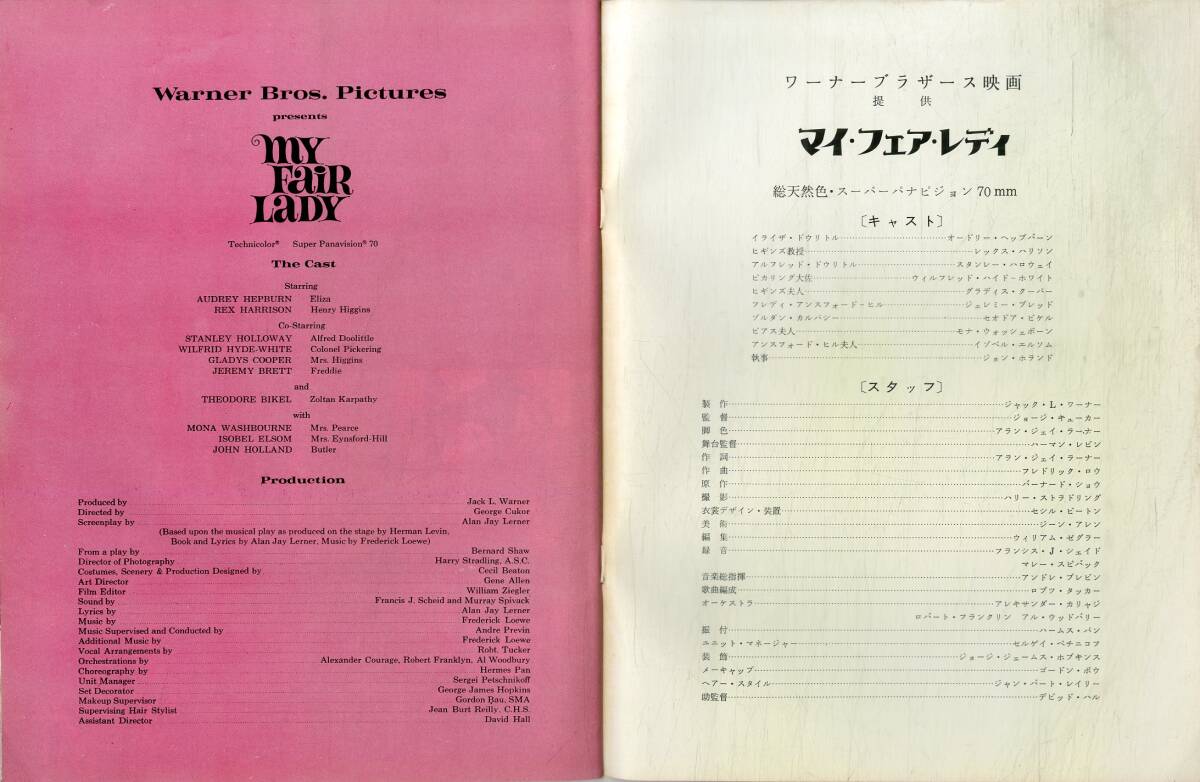 Warner Bros. Pictures
presents
MY
FAIR
LADY
Technicolor® Super Panavision® 70
The Cast
Starring
AUDREY HEPBURN Eliza
REX HARRISON Henry Higgins
Co-Starring
STANLEY HOLLOWAY Alfred Doolittle
WILFRID HYDE-WHITE Colonel Pickering
GLADYS COOPER Mrs. Higgins
JEREMY BRETT Freddie
and
THEODORE BIKEL Zoltan Karpathy
with
MONA WASHBOURNE Mrs. Pearce
ISOBEL ELSOM Mrs. Eynsford-Hill
JOHN HOLLAND Butler
Production
Produced by Jack L. Warner
Directed by George Cukor
Screenplay by Alan Jay Lerner
(Based upon the musical play as produced on the stage by Herman Levin,
Book and Lyrics by Alan Jay Lerner, Music by Frederick Loewe)
From a play by Bernard Shaw
Director of Photography Harry Stradling, A.S.C.
Costumes, Scenery & Production Designed by Cecil Beaton
Art Director Gene Allen
Film Editor William Ziegler
Sound by Francis J. Scheid and Murray Spivack
Lyrics by Alan Jay Lerner
Music by Frederick Loewe
Music Supervised and Conducted by Andre Previn
Additional Music by Frederick Loewe
Vocal Arrangements by Robt. Tucker
Orchestrations by Alexander Courage, Robert Franklyn, Al Woodbury
Choreography by Hermes Pan
Unit Manager Sergei Petschnikoff
Set Decorator George James Hopkins
Makeup Supervisor Gordon Bau, SMA
Supervising Hair Stylist Jean Burt Reilly, C.H.S.
Assistant Director David Hall
ワーナーブラザース映画
提供
マイ・フェア・レディ
総天然色・スーパーパナビジョン 70 mm
〔キャスト〕
イライザ・ドゥリトル オードリー・ヘップバーン
ヒギンズ教授 レックス・ハリソン
アルフレッド・ドウリトル スタンレー・ハロウェイ
ピカリング大佐 ウィルフレッド・ハイド－ホワイト
ヒギンズ夫人 グラディス・クーパー
フレディ・アンスフォード－ヒル ジェレミー・ブレッド
ゾルダン・カルパシー セオドア・ビケル
ピアス夫人 モナ・ウォッシュボーン
アンスフォード・ヒル夫人 イゾベル・エルソム
執事 ジョン・ホランド
〔スタッフ〕
製作 ジャック・L・ワーナー
監督 ジョージ・キューカー
脚色 アラン・ジェイ・ラーナー
舞台監督 ハーマン・レビン
作詞 アラン・ジェイ・ラーナー
作曲 フレドリック・ロウ
原作 バーナード・ショウ
撮影 ハリー・ストラドリング
衣裳デザイン・装置 セシル・ビートン
美術 ジーン・アレン
編集 ウィリアム・ゼグラー
録音 フランシス・J・シェイド
マレー・スピバック
音楽総指揮 アンドレ・プレビン
歌曲編成 ロブツ・タッカー
オーケストラ アレキサンダー・カリャジ
ロバート・フランクリン アル・ウッドバリー
振付 ハームス・パン
ユニット・マネージャー セルゲイ・ペチニコフ
装飾 ジョージ・ジェームス・ホプキンス
メーキャップ ゴードン・ボウ
ヘアー・スタイル ジャン・バート・レイリー
助監督 デビッド・ハル